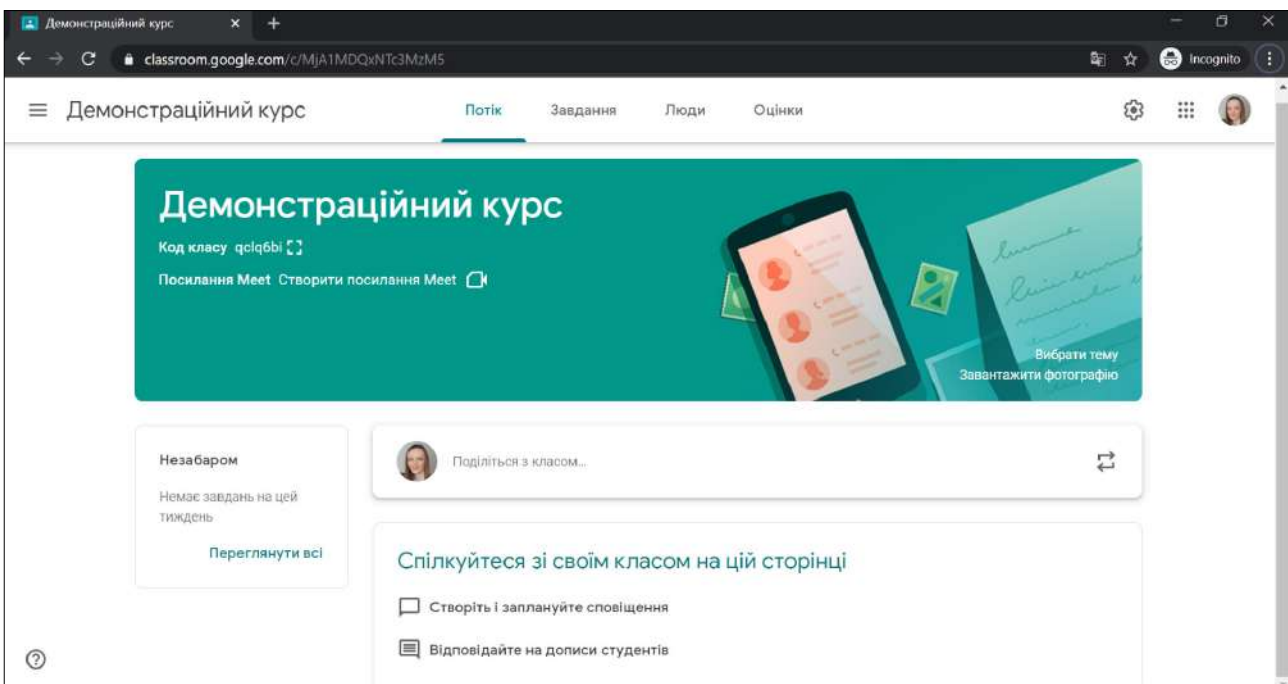 Демонстраційний курс
classroom.google.com/c/MjA1MDQxNTc3MzM5
Incognito
Демонстраційний курс
Потік
Завдання
Люди
Оцінки
Демонстраційний курс
Код класу qclq6bi
Посилання Meet Створити посилання Meet
Вибрати тему
Завантажити фотографію
Незабаром
Немає завдань на цей
тиждень
Переглянути всі
Поділіться з класом...
Спілкуйтеся зі своїм класом на цій сторінці
Створіть і заплануйте сповіщення
Відповідайте на дописи студентів